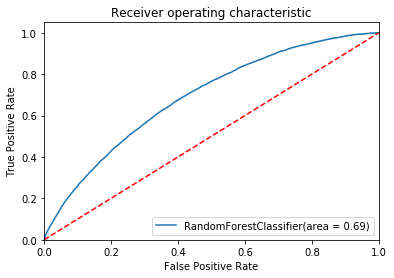 Receiver operating characteristic
True Positive Rate
1.0
0.8
0.6
0.4
0.2
0.0
RandomForestClassifier(area = 0.69)
0.0 0.2 0.4 0.6 0.8 1.0
False Positive Rate